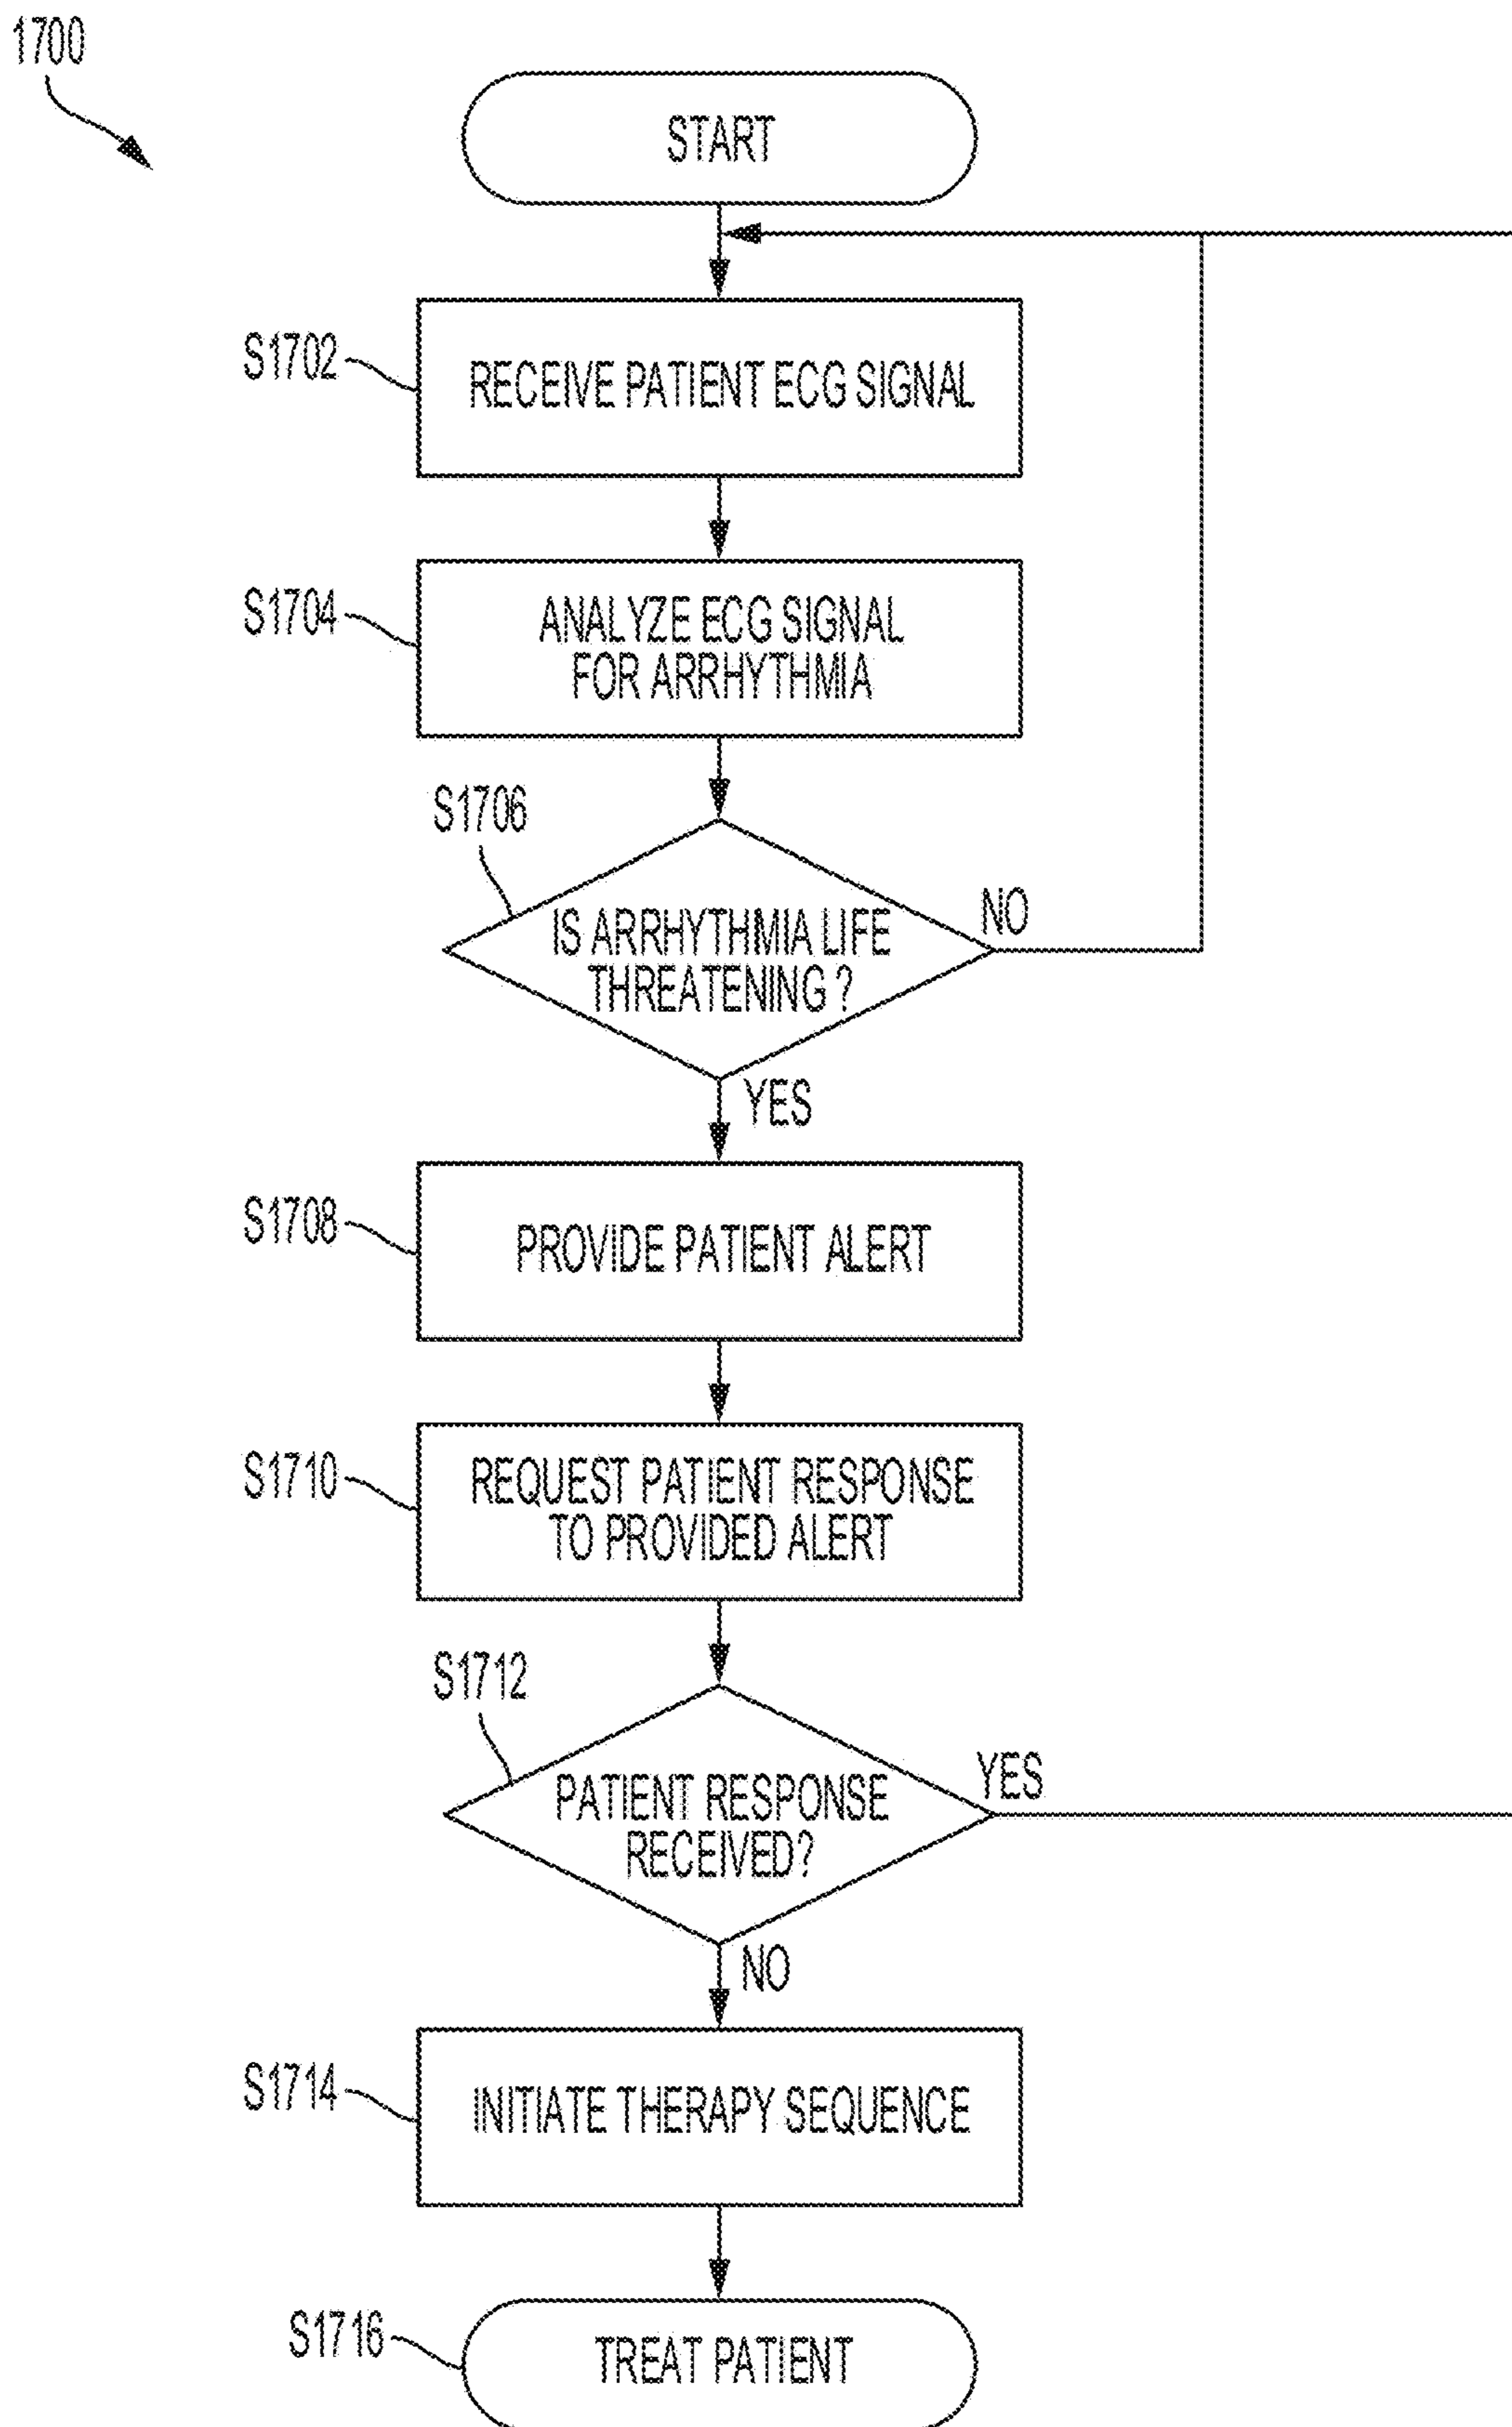 1700
START
S1702
RECEIVE PATIENT ECG SIGNAL
S1704
ANALYZE ECG SIGNAL
FOR ARRHYTHMIA
S1706
IS ARRHYTHMIA LIFE
THREATENING?
NO
YES
S1708
PROVIDE PATIENT ALERT
S1710
REQUEST PATIENT RESPONSE
TO PROVIDED ALERT
S1712
PATIENT RESPONSE
RECEIVED?
YES
NO
S1714
INITIATE THERAPY SEQUENCE
S1716
TREAT PATIENT